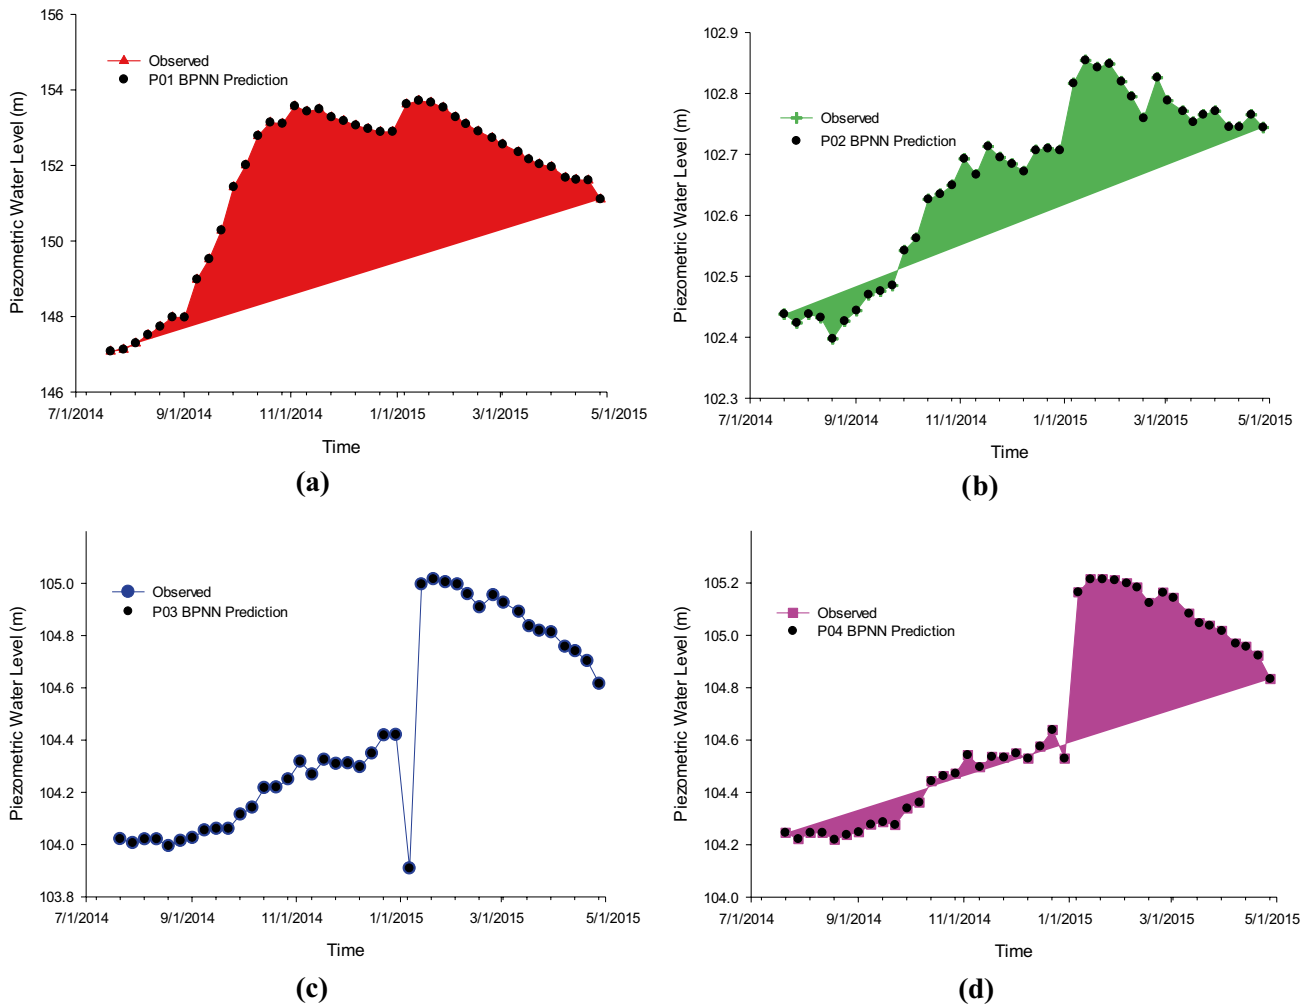 156
154
152
150
148
146
Piezometric Water Level (m)
Observed
P01 BPNN Prediction
7/1/2014 9/1/2014 11/1/2014 1/1/2015 3/1/2015 5/1/2015
Time
(a)
102.9
102.8
102.7
102.6
102.5
102.4
102.3
Piezometric Water Level (m)
Observed
P02 BPNN Prediction
7/1/2014 9/1/2014 11/1/2014 1/1/2015 3/1/2015 5/1/2015
Time
(b)
105.0
104.8
104.6
104.4
104.2
104.0
103.8
Piezometric Water Level (m)
Observed
P03 BPNN Prediction
7/1/2014 9/1/2014 11/1/2014 1/1/2015 3/1/2015 5/1/2015
Time
(c)
105.2
105.0
104.8
104.6
104.4
104.2
104.0
Piezometric Water Level (m)
Observed
P04 BPNN Prediction
7/1/2014 9/1/2014 11/1/2014 1/1/2015 3/1/2015 5/1/2015
Time
(d)